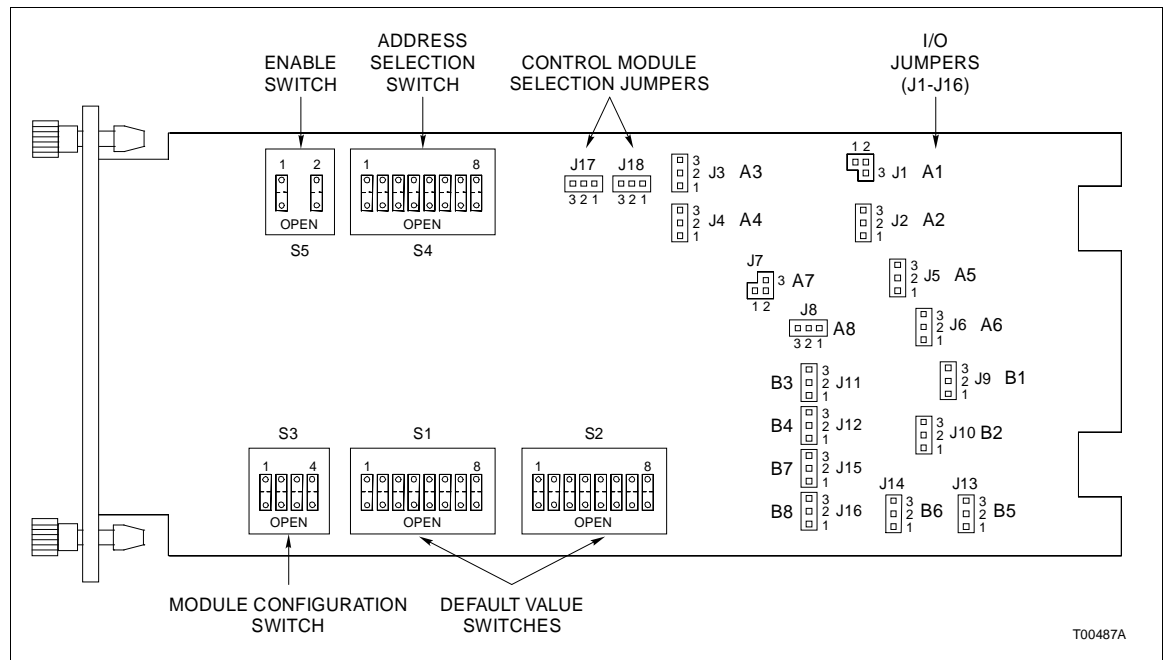 ENABLE
SWITCH
ADDRESS
SELECTION
SWITCH
CONTROL MODULE
SELECTION JUMPERS
I/O
JUMPERS
(J1-J16)
1 2
OPEN
S5
1 8
OPEN
S4
J17
3 2 1
J18
3 2 1
3
2
1
J3 A3
3
2
1
J4 A4
1 2
3 J1 A1
3
2
1
J2 A2
3
2
1
J5 A5
J7
3 A7
1 2
J8
A8
3 2 1
3
2
1
J6 A6
B3
3
2
1
J11
3
2
1
J9 B1
B4
3
2
1
J12
3
2
1
J10 B2
B7
3
2
1
J15
B8
3
2
1
J16
J14
3
2
1
B6
J13
3
2
1
B5
S3
1 4
OPEN
S1
1 8
OPEN
S2
1 8
OPEN
MODULE CONFIGURATION
SWITCH
DEFAULT VALUE
SWITCHES
T00487A